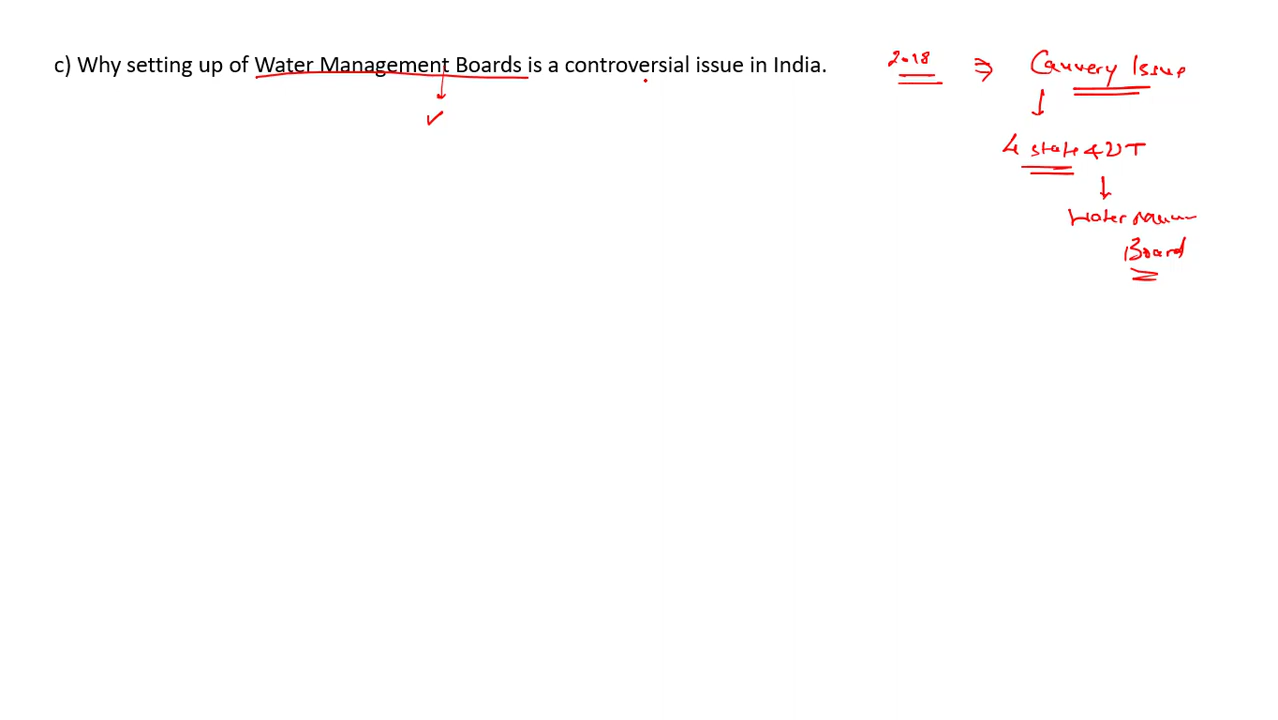 c) Why setting up of Water Management Boards is a controversial issue in India.
2018 ⇒ Cauvery Issue
4 state & UT
Water
Board